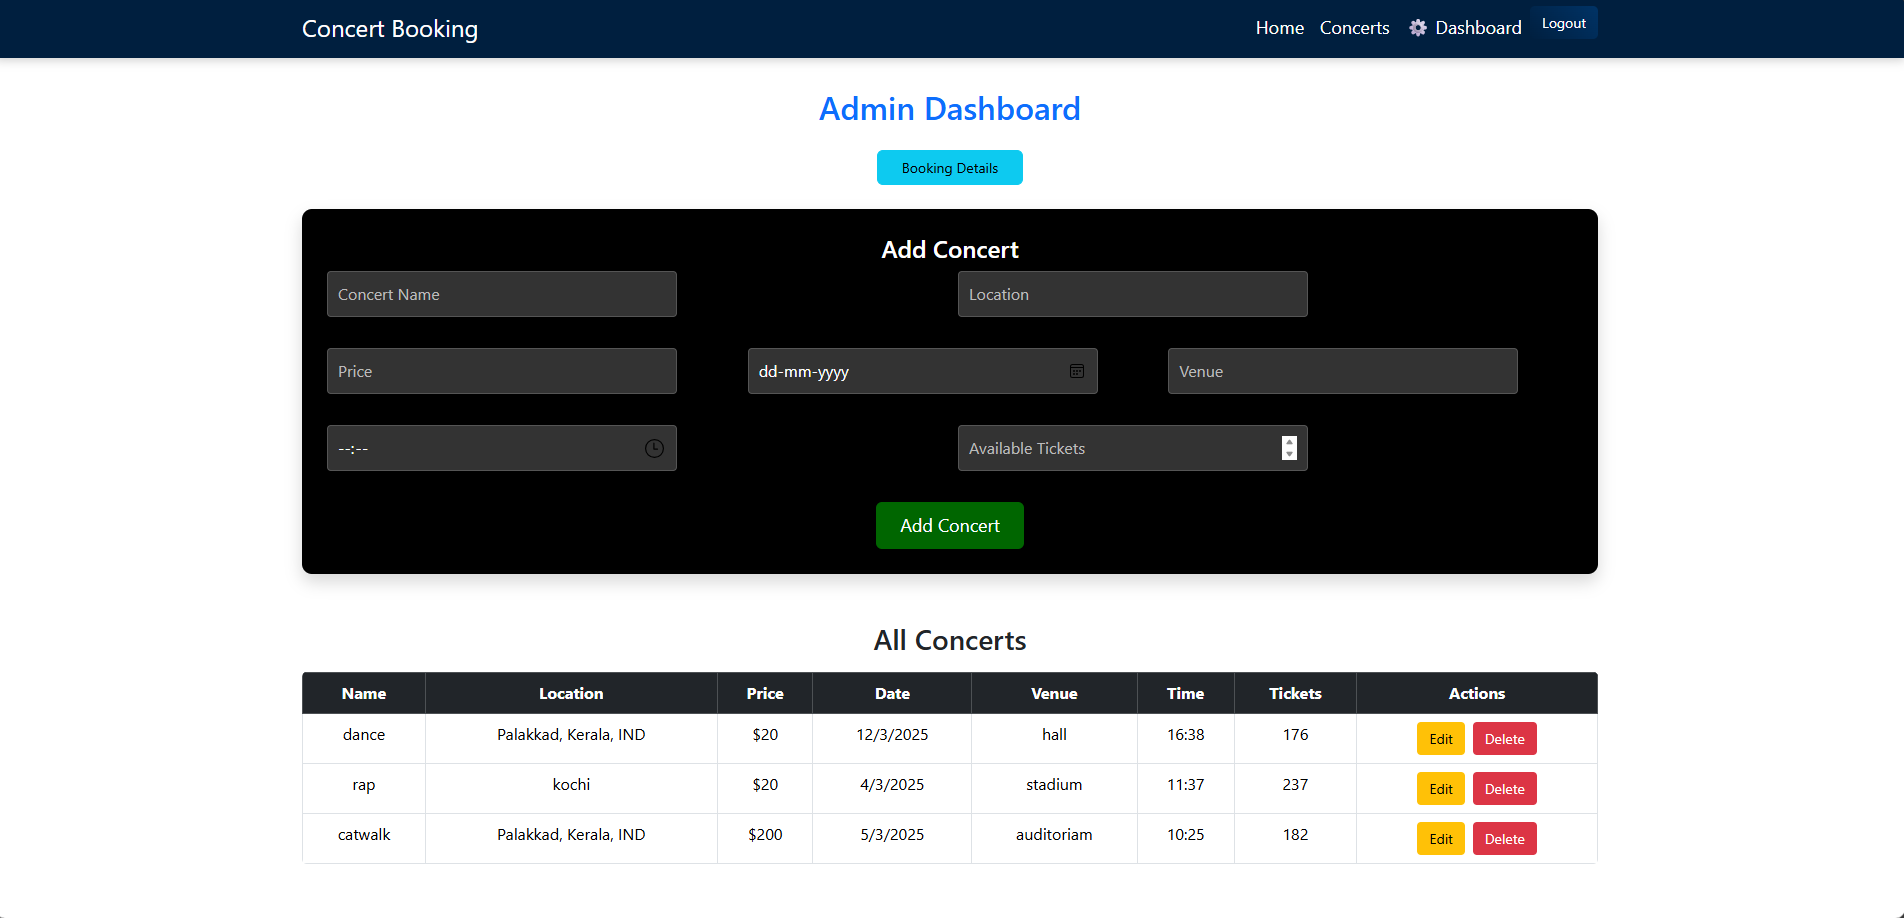 Concert Booking Home Concerts Dashboard Logout
Admin Dashboard
Booking Details
Add Concert
Concert Name Location
Price dd-mm-yyyy Venue
--:-- Available Tickets
Add Concert
All Concerts
Name Location Price Date Venue Time Tickets Actions
dance Palakkad, Kerala, IND $20 12/3/2025 hall 16:38 176 Edit Delete
rap kochi $20 4/3/2025 stadium 11:37 237 Edit Delete
catwalk Palakkad, Kerala, IND $200 5/3/2025 auditoriam 10:25 182 Edit Delete